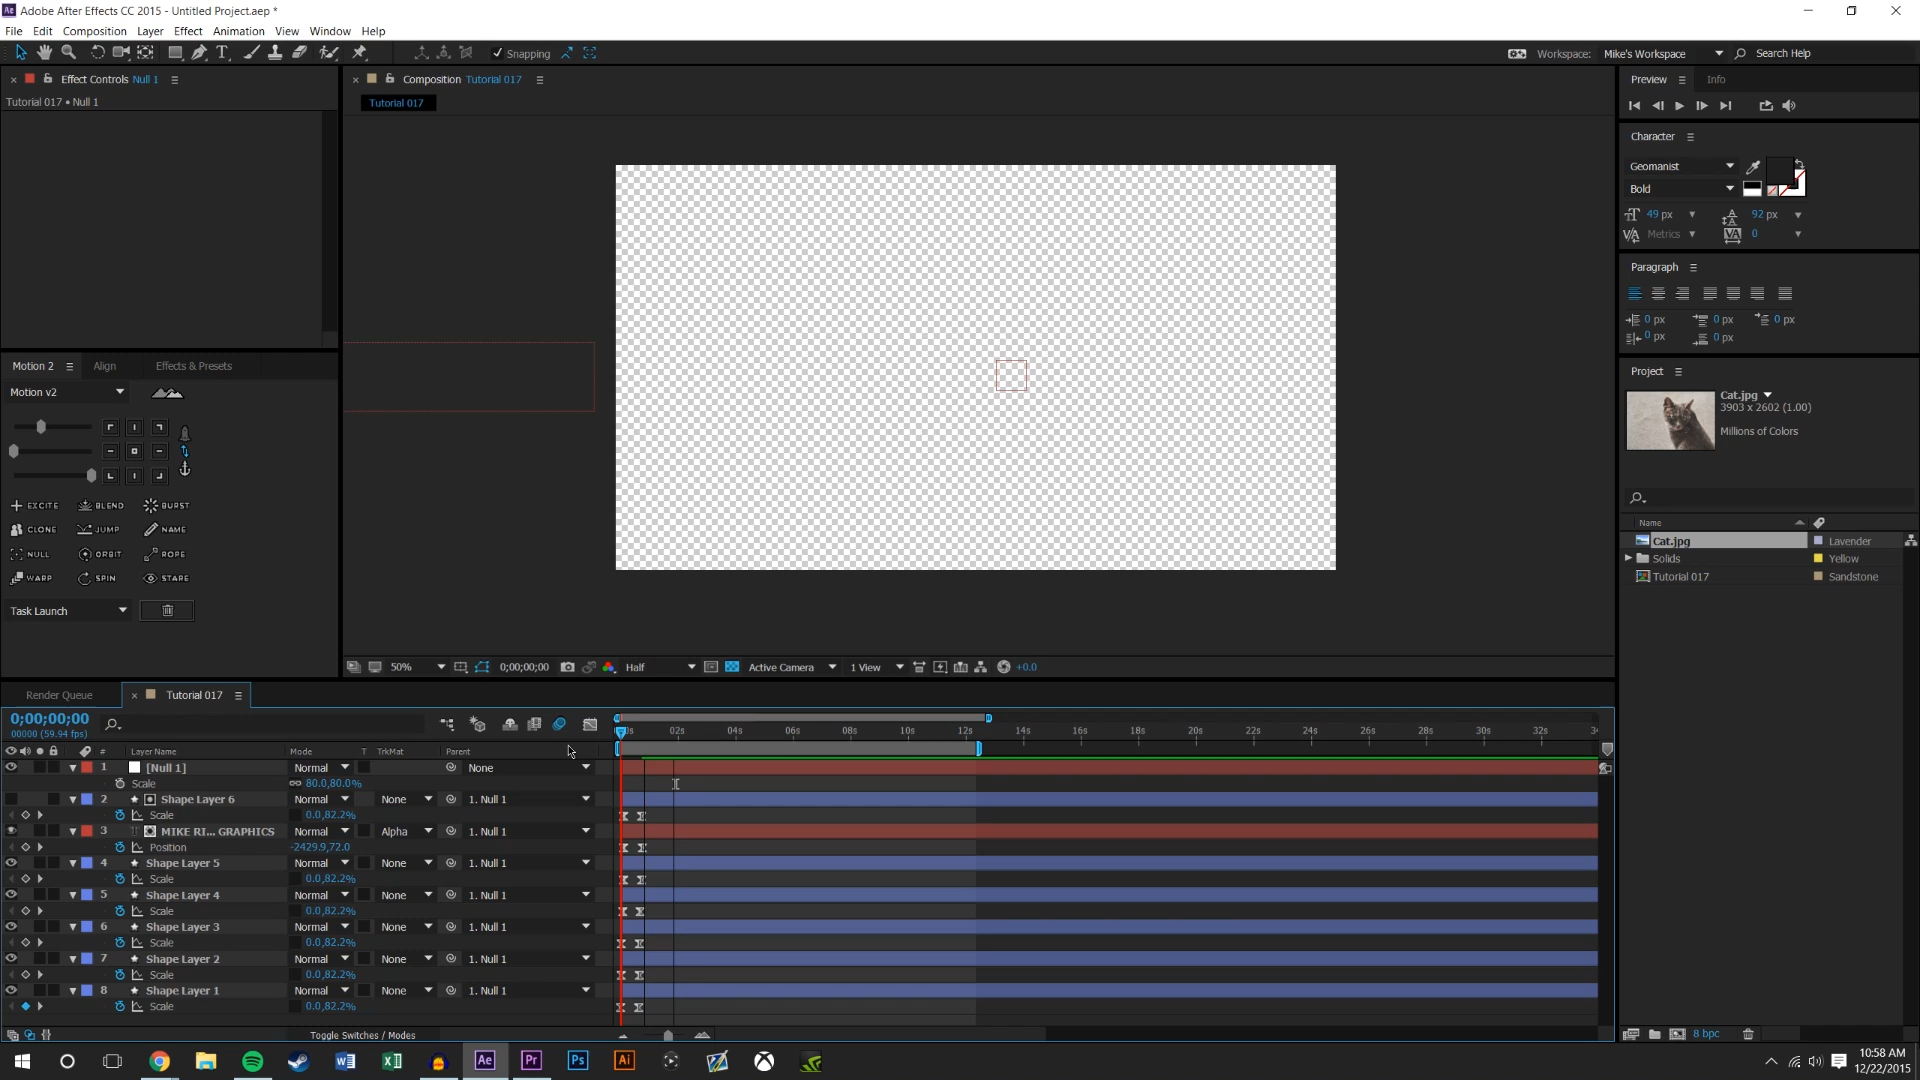 Adobe After Effects CC 2015 - Untitled Project.aep *
File Edit Composition Layer Effect Animation View Window Help
Snapping
Workspace: Mike's Workspace
Search Help
Effect Controls Null 1
Tutorial 017 • Null 1
Composition Tutorial 017
Tutorial 017
Preview
Info
Character
Geomanist
Bold
49 px
92 px
Metrics
0
Paragraph
0 px 0 px 0 px
0 px 0 px
Motion 2
Align
Effects & Presets
Motion v2
EXCITE BLEND BURST
CLONE JUMP NAME
NULL ORBIT ROPE
WARP SPIN STARE
Task Launch
Project
Cat.jpg
3903 x 2602 (1.00)
Millions of Colors
Name
Cat.jpg Lavender
Solids Yellow
Tutorial 017 Sandstone
8 bpc
50%
0;00;00;00
Half
Active Camera
1 View
+0.0
Render Queue
Tutorial 017
0;00;00;00
00000 (59.94 fps)
02s 04s 06s 08s 10s 12s 14s 16s 18s 20s 22s 24s 26s 28s 30s 32s
# Layer Name Mode T TrkMat Parent
1 [Null 1] Normal None
Scale 80.0,80.0%
2 Shape Layer 6 Normal None 1. Null 1
Scale 0.0,82.2%
3 MIKE RI... GRAPHICS Normal Alpha 1. Null 1
Position -2429.9,72.0
4 Shape Layer 5 Normal None 1. Null 1
Scale 0.0,82.2%
5 Shape Layer 4 Normal None 1. Null 1
Scale 0.0,82.2%
6 Shape Layer 3 Normal None 1. Null 1
Scale 0.0,82.2%
7 Shape Layer 2 Normal None 1. Null 1
Scale 0.0,82.2%
8 Shape Layer 1 Normal None 1. Null 1
Scale 0.0,82.2%
Toggle Switches / Modes
Ae
Pr
Ps
Ai
10:58 AM
12/22/2015